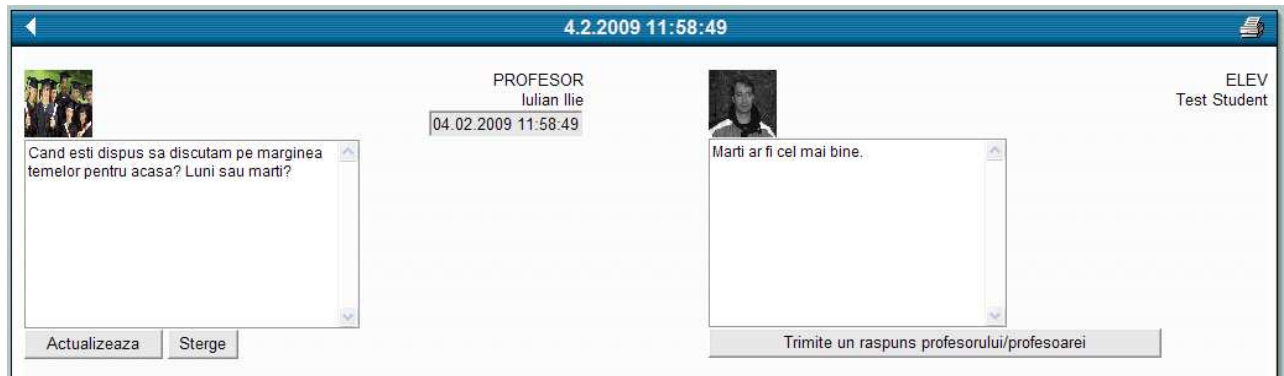 4.2.2009 11:58:49
PROFESOR
Iulian Ilie
04.02.2009 11:58:49
Cand esti dispus sa discutam pe marginea
temelor pentru acasa? Luni sau marti?
Actualizeaza Sterge
ELEV
Test Student
Marti ar fi cel mai bine.
Trimite un raspuns profesorului/profesoarei